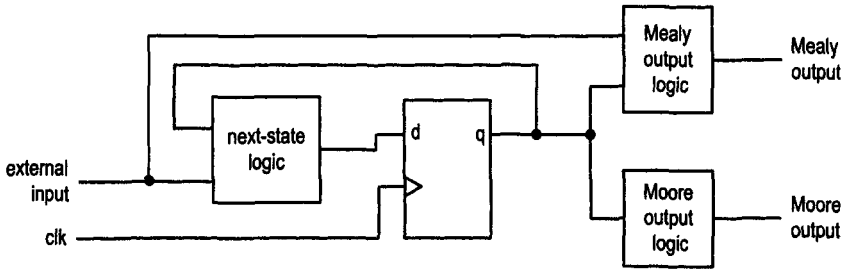 Mealy
output
logic
Mealy
output
next-state
logic
d
q
external
input
clk
Moore
output
logic
Moore
output